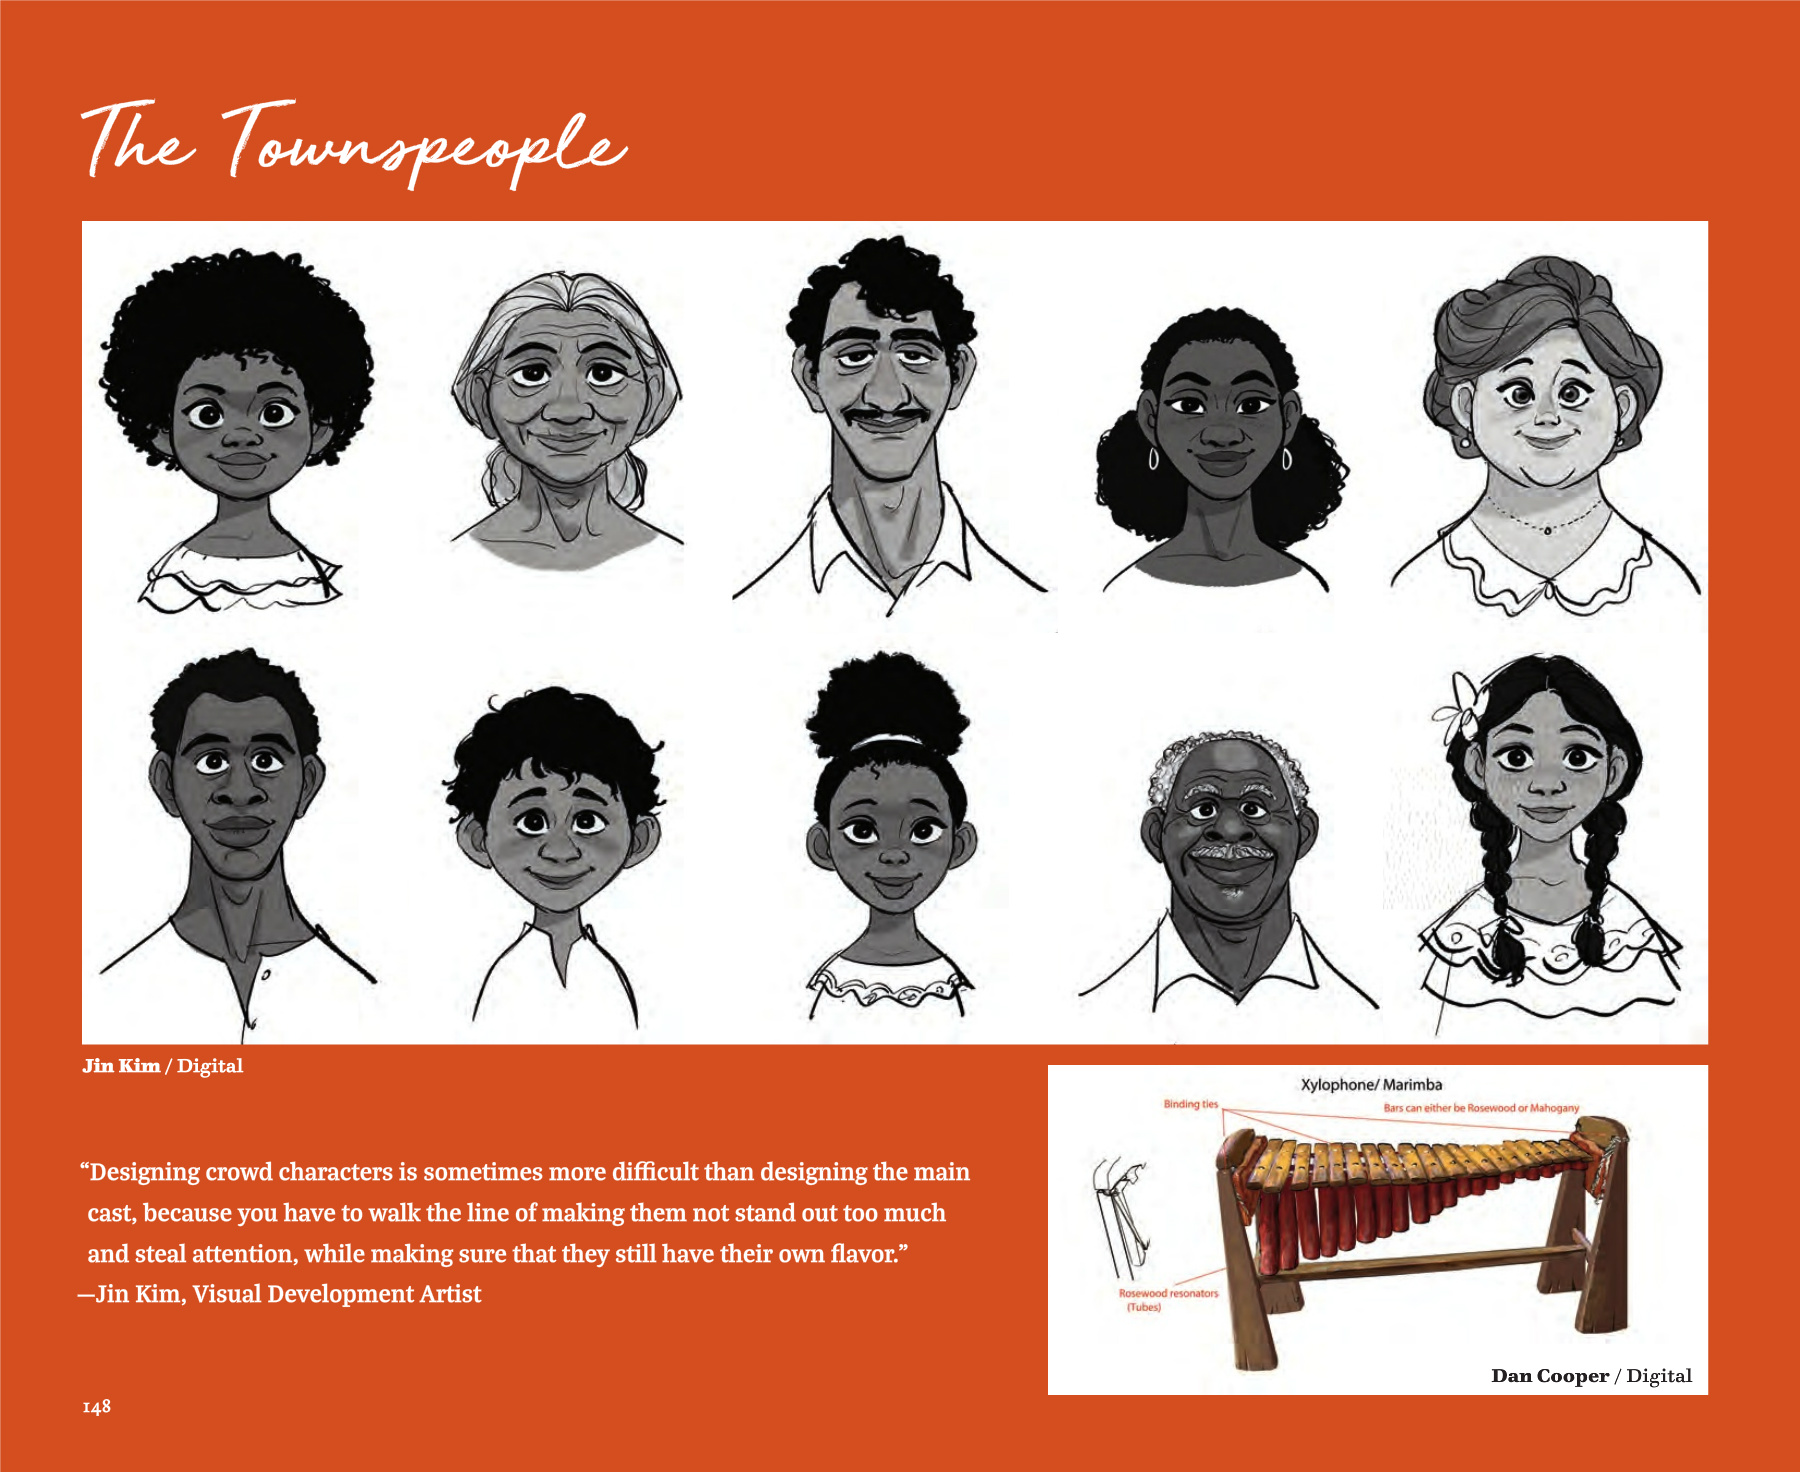 The Townspeople
Jin Kim / Digital
“Designing crowd characters is sometimes more difficult than designing the main
cast, because you have to walk the line of making them not stand out too much
and steal attention, while making sure that they still have their own flavor.”
—Jin Kim, Visual Development Artist
Xylophone/ Marimba
Binding ties
Bars can either be Rosewood or Mahogany
Rosewood resonators
(Tubes)
Dan Cooper / Digital
148